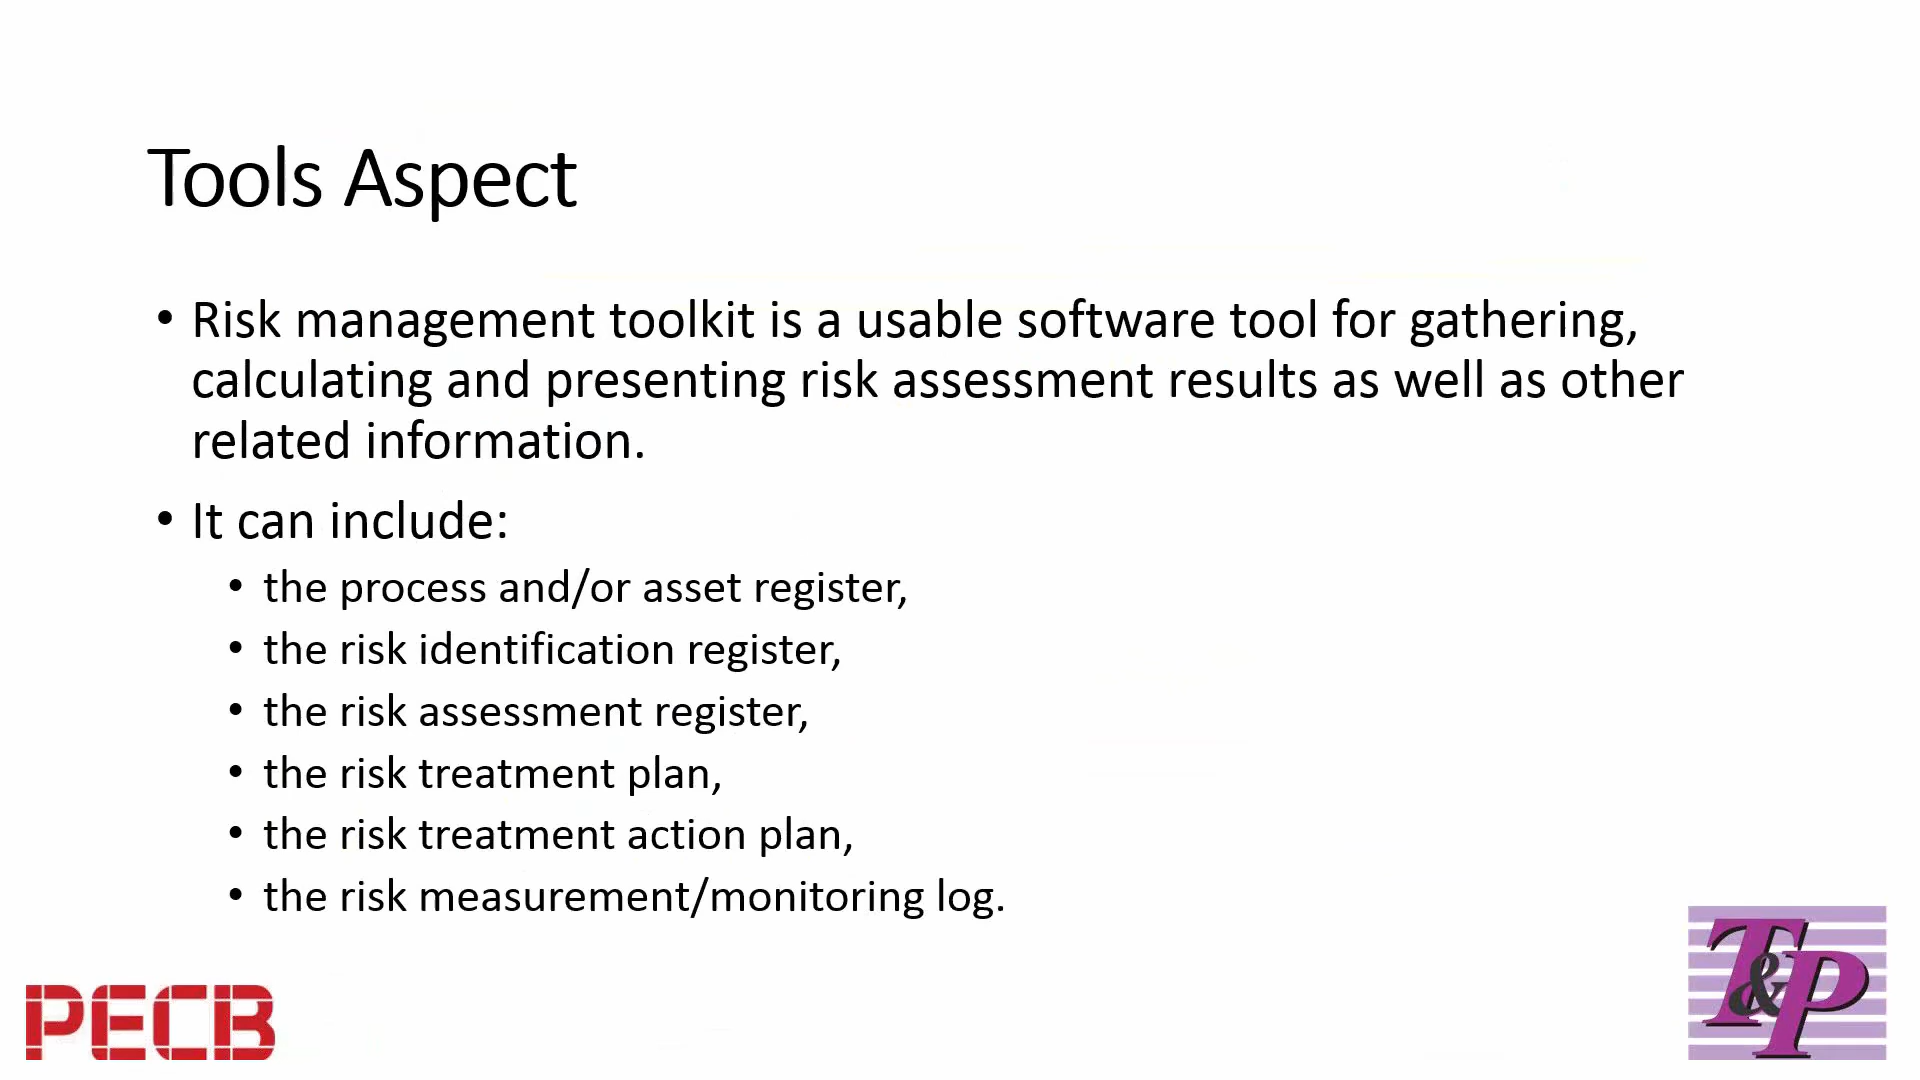 Tools Aspect
• Risk management toolkit is a usable software tool for gathering,
calculating and presenting risk assessment results as well as other
related information.
• It can include:
• the process and/or asset register,
• the risk identification register,
• the risk assessment register,
• the risk treatment plan,
• the risk treatment action plan,
• the risk measurement/monitoring log.
PECB
T&P